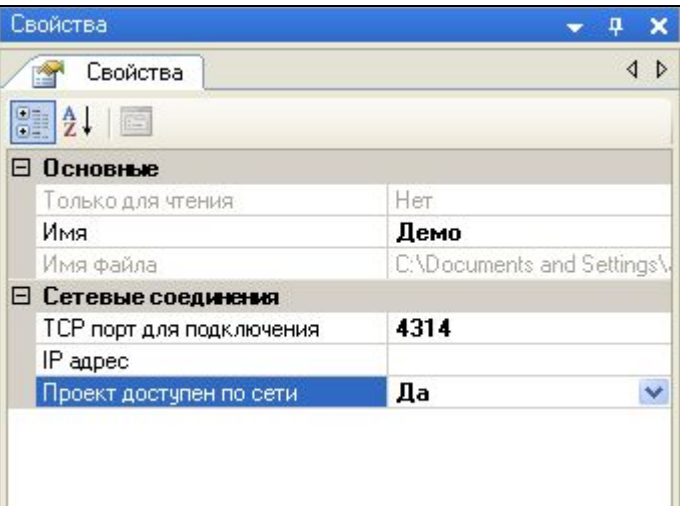 Свойства
Свойства
Основные
Только для чтения Нет
Имя Демо
Имя файла C:\Documents and Settings\
Сетевые соединения
TCP порт для подключения 4314
IP адрес
Проект доступен по сети Да